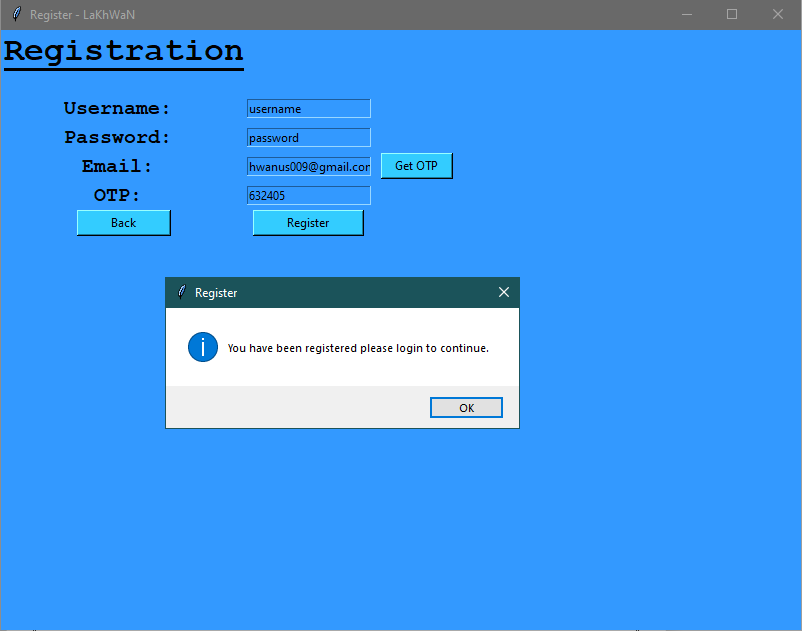 Register - LaKhWaN
Registration
Username: username
Password: password
Email: hwanus009@gmail.com Get OTP
OTP: 632405
Back Register
Register
You have been registered please login to continue.
OK